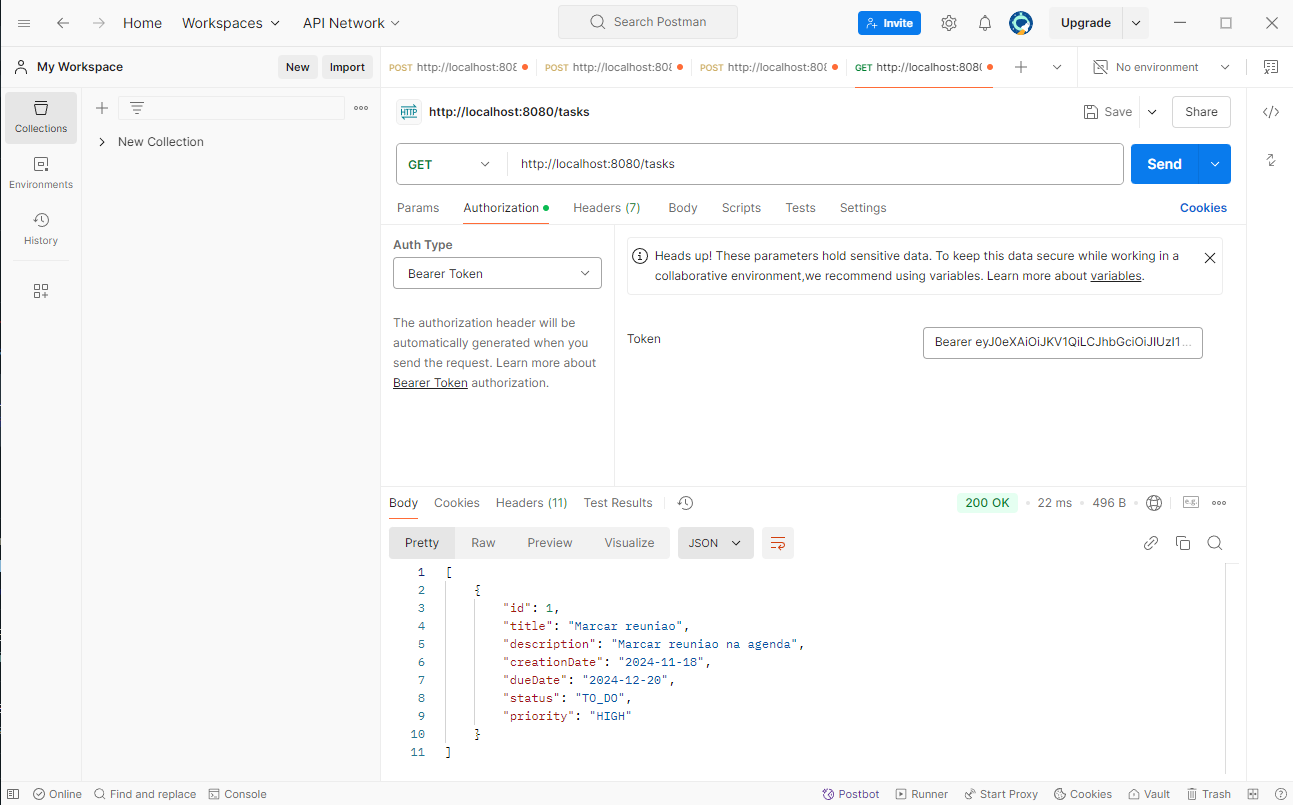 Home Workspaces API Network Search Postman Invite Upgrade
My Workspace New Import POST http://localhost:808 POST http://localhost:808 POST http://localhost:808 GET http://localhost:8080 No environment
Collections
Environments
History
New Collection
HTTP http://localhost:8080/tasks Save Share
GET http://localhost:8080/tasks Send
Params Authorization Headers (7) Body Scripts Tests Settings Cookies
Auth Type
Bearer Token
The authorization header will be
automatically generated when you
send the request. Learn more about
Bearer Token authorization.
Heads up! These parameters hold sensitive data. To keep this data secure while working in a
collaborative environment,we recommend using variables. Learn more about variables.
Token Bearer eyJ0eXAiOiJKV1QiLCJhbGciOiJIUzI1...
Body Cookies Headers (11) Test Results 200 OK 22 ms 496 B e.g.
Pretty Raw Preview Visualize JSON
1 [
2 {
3 "id": 1,
4 "title": "Marcar reuniao",
5 "description": "Marcar reuniao na agenda",
6 "creationDate": "2024-11-18",
7 "dueDate": "2024-12-20",
8 "status": "TO_DO",
9 "priority": "HIGH"
10 }
11 ]
Online Find and replace Console Postbot Runner Start Proxy Cookies Vault Trash